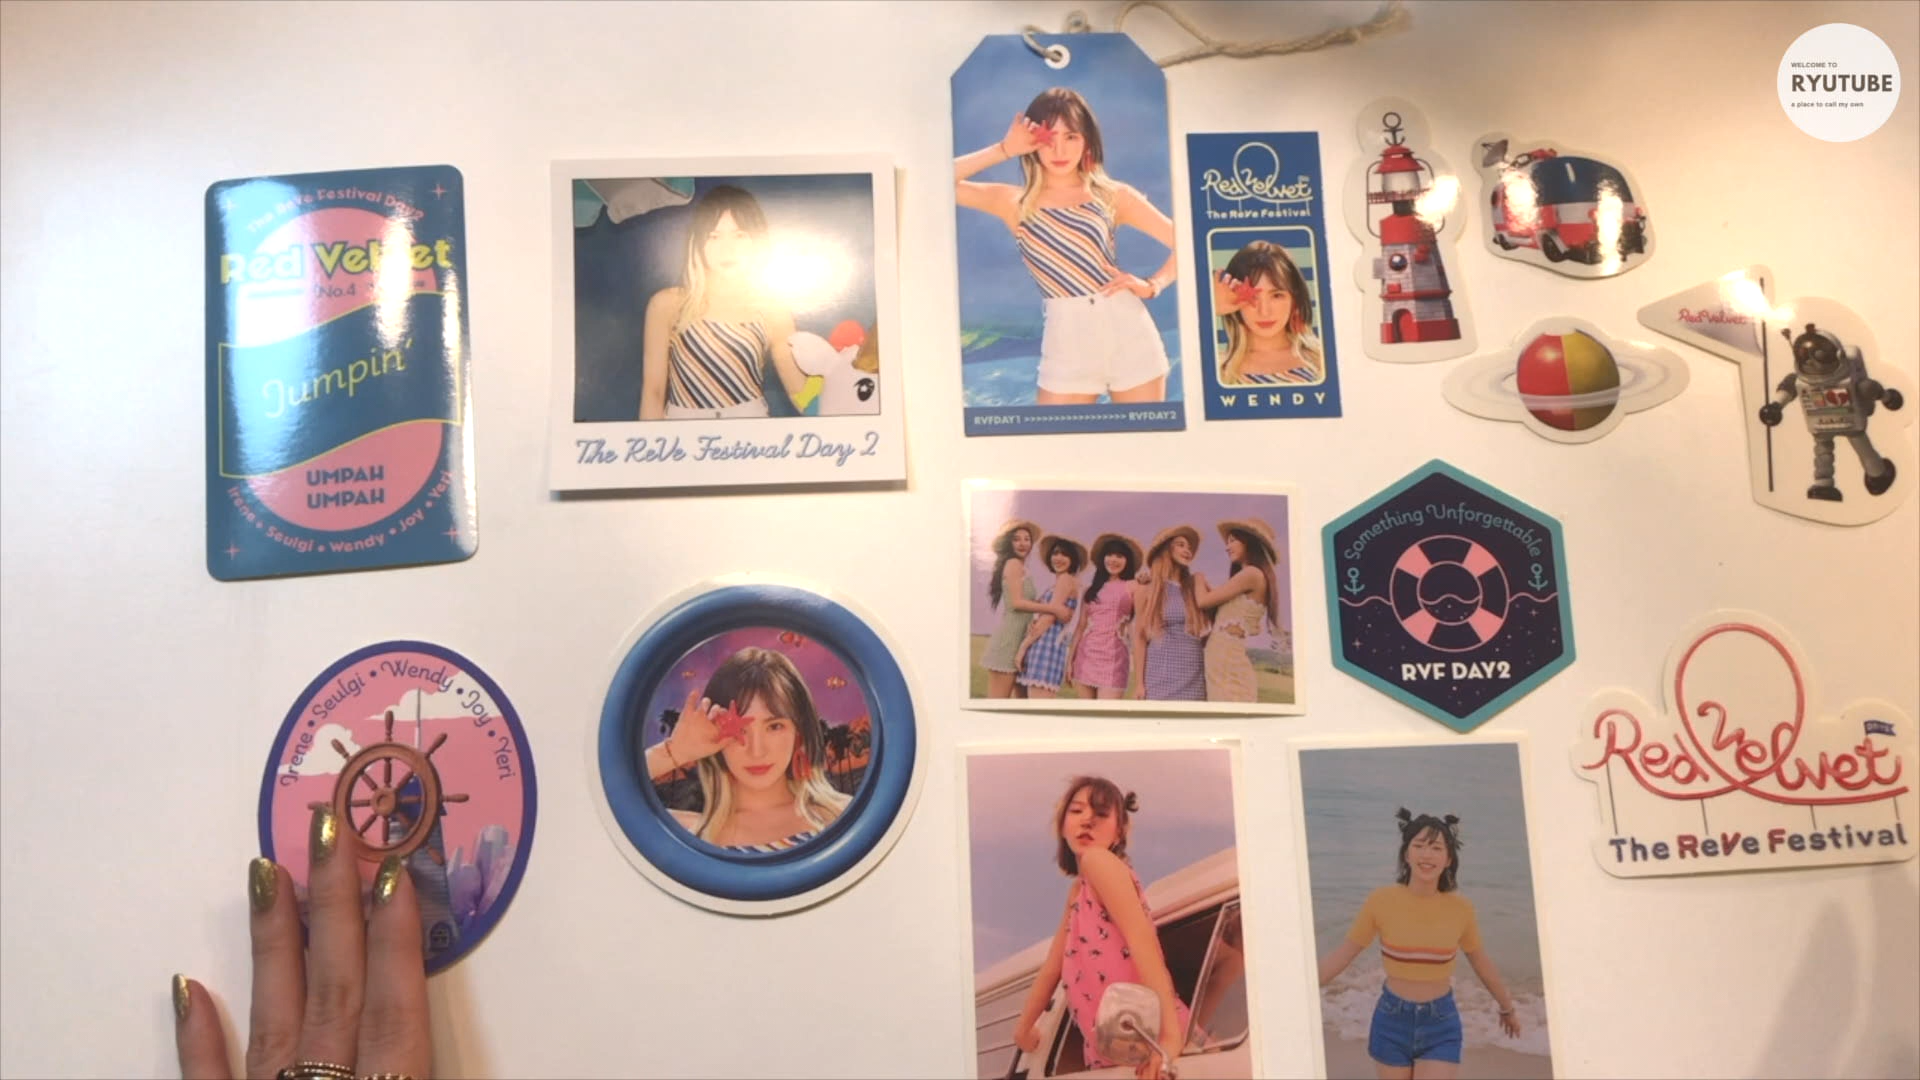 WELCOME TO
RYUTUBE
a place to call my own
The ReVe Festival Day2
Red Velvet
No.4
Jumpin'
UMPAH
UMPAH
Irene • Seulgi • Wendy • Joy • Yeri
The ReVe Festival Day 2
RVFDAY1 >>>>>>>>>>>>>>>>>> RVFDAY2
Red Velvet
The ReVe Festival
WENDY
Red Velvet
Something Unforgettable
RVF DAY2
Irene • Seulgi • Wendy • Joy • Yeri
Red Velvet
The ReVe Festival